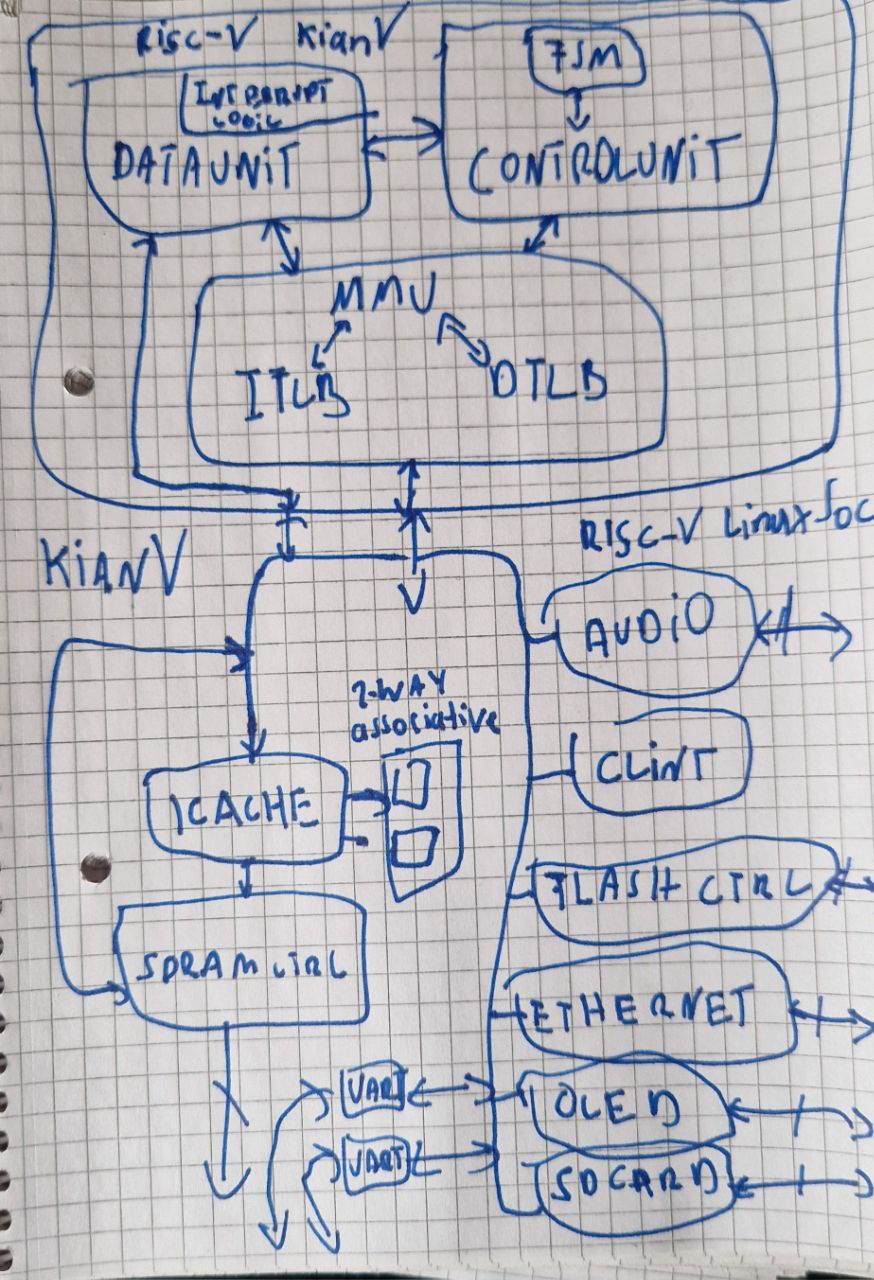 RISC-V KianV
INTERRUPT
LOGIC
DATAUNIT
FSM
CONTROLUNIT
MMU
ITLB
DTLB
KIANV
RISC-V Linux SoC
AUDIO
2-WAY
associative
CLINT
ICACHE
FLASH CTRL
SDRAM CTRL
ETHERNET
UART
OLED
UART
SDCARD